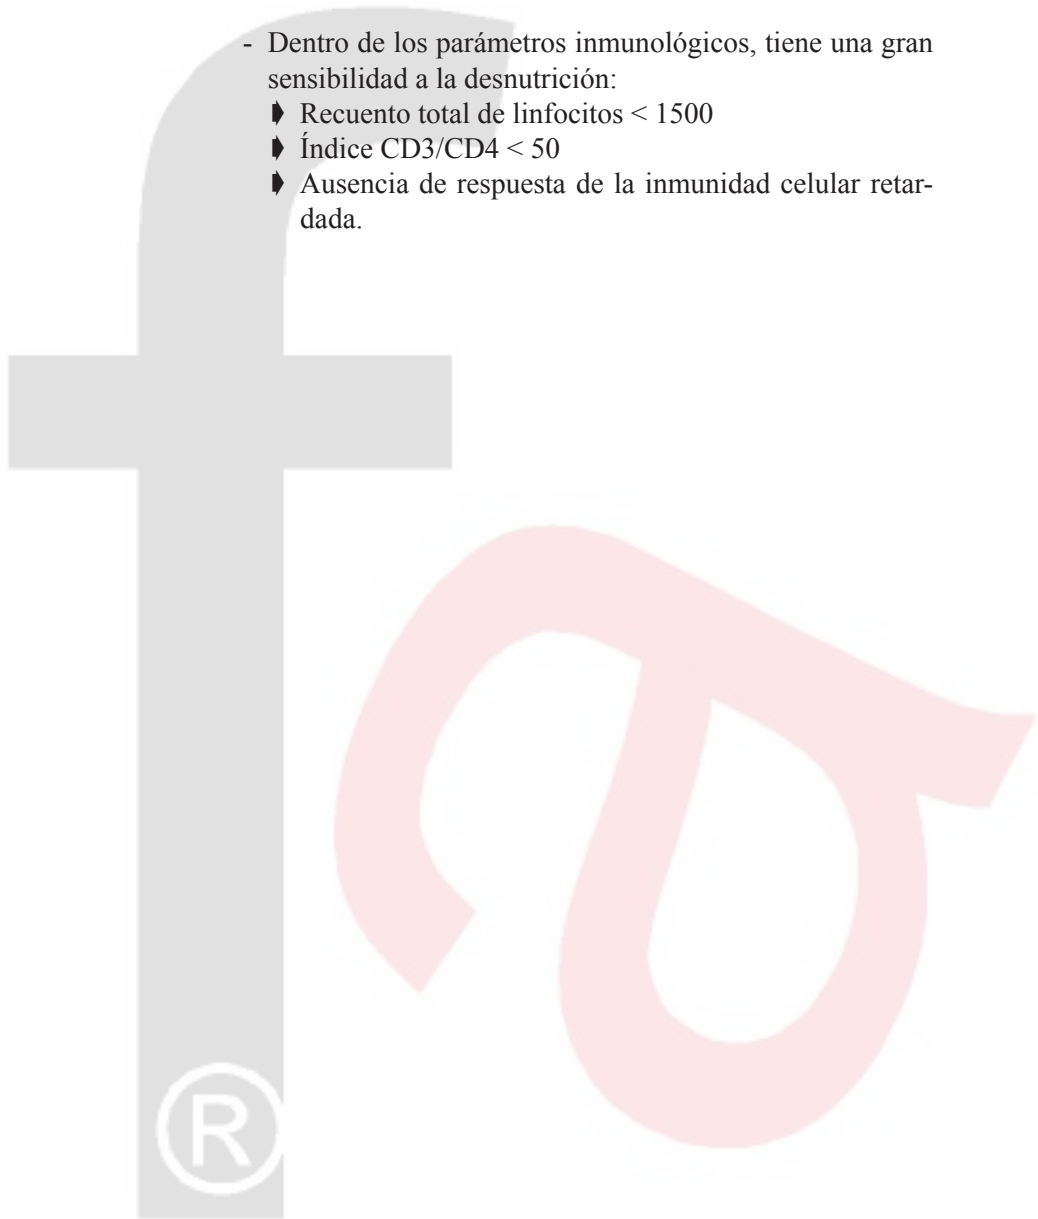 - Dentro de los parámetros inmunológicos, tiene una gran
sensibilidad a la desnutrición:
➧ Recuento total de linfocitos < 1500
➧ Índice CD3/CD4 < 50
➧ Ausencia de respuesta de la inmunidad celular retar-
dada.
®